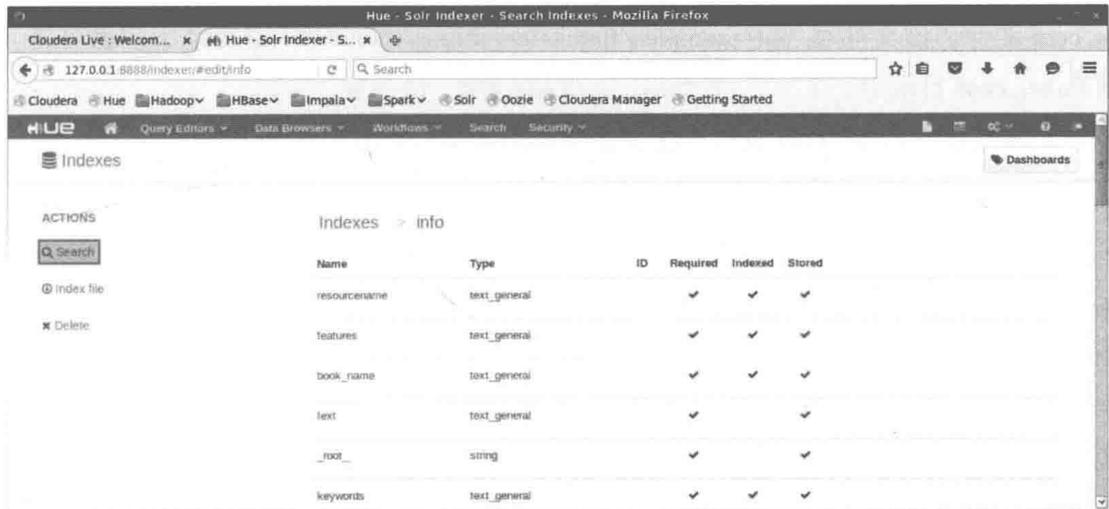 Hue - Solr Indexer - Search Indexes - Mozilla Firefox
Cloudera Live : Welcom... Hue - Solr Indexer - S...
127.0.0.1:8888/indexer/#edit/info Search
Cloudera Hue Hadoop HBase Impala Spark Solr Oozie Cloudera Manager Getting Started
HUE Query Editors Data Browsers Workflows Search Security
Indexes Dashboards
ACTIONS
Search
Index file
Delete
Indexes > info
Name Type ID Required Indexed Stored
resourcename text_general
features text_general
book_name text_general
text text_general
_root_ string
keywords text_general